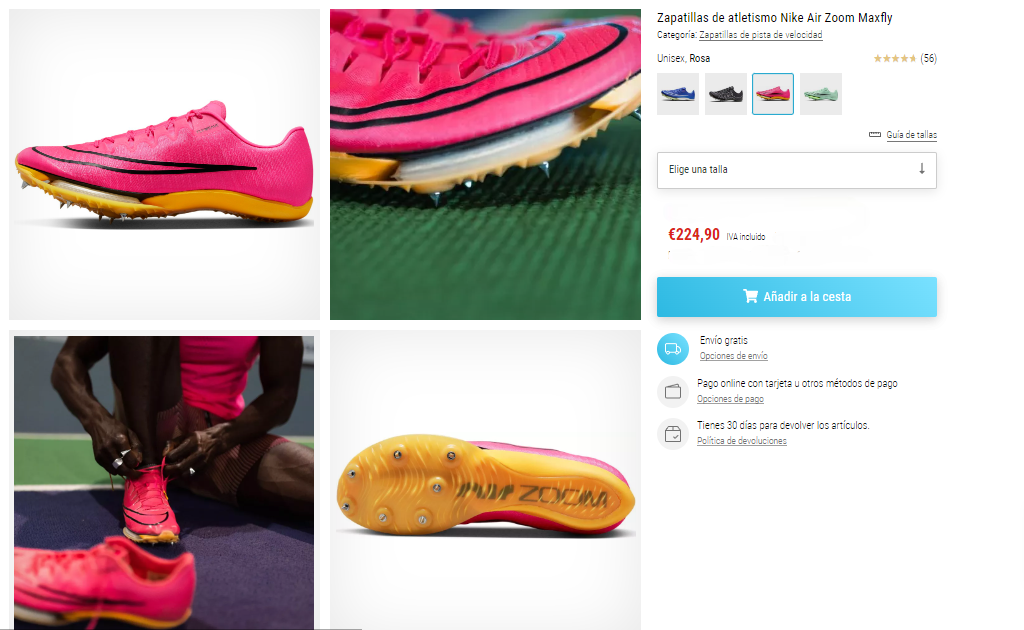 Zapatillas de atletismo Nike Air Zoom Maxfly
Categoría: Zapatillas de pista de velocidad
Unisex, Rosa
(56)
Guía de tallas
Elige una talla
€224,90 IVA incluido
Añadir a la cesta
Envío gratis
Opciones de envío
Pago online con tarjeta u otros métodos de pago
Opciones de pago
Tienes 30 días para devolver los artículos.
Política de devoluciones
ZOOM